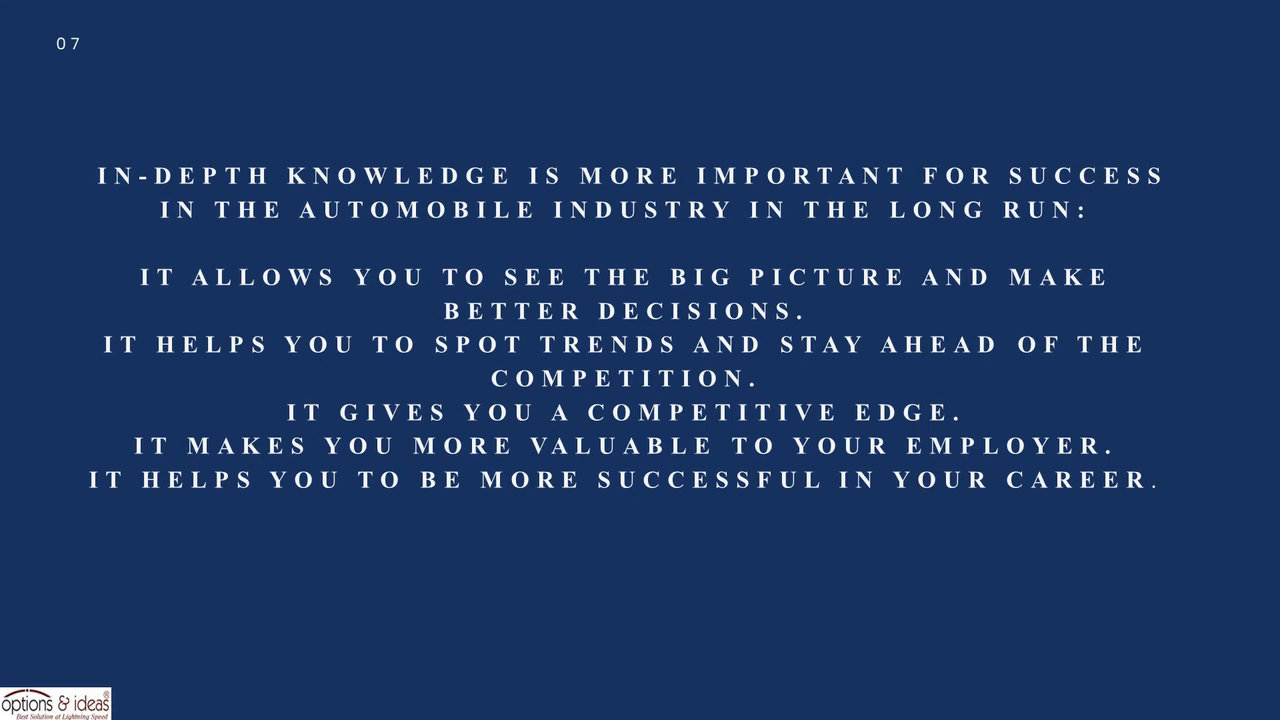 07
IN-DEPTH KNOWLEDGE IS MORE IMPORTANT FOR SUCCESS
IN THE AUTOMOBILE INDUSTRY IN THE LONG RUN:
IT ALLOWS YOU TO SEE THE BIG PICTURE AND MAKE
BETTER DECISIONS.
IT HELPS YOU TO SPOT TRENDS AND STAY AHEAD OF THE
COMPETITION.
IT GIVES YOU A COMPETITIVE EDGE.
IT MAKES YOU MORE VALUABLE TO YOUR EMPLOYER.
IT HELPS YOU TO BE MORE SUCCESSFUL IN YOUR CAREER.
options & ideas®
Best Solution at Lightning Speed